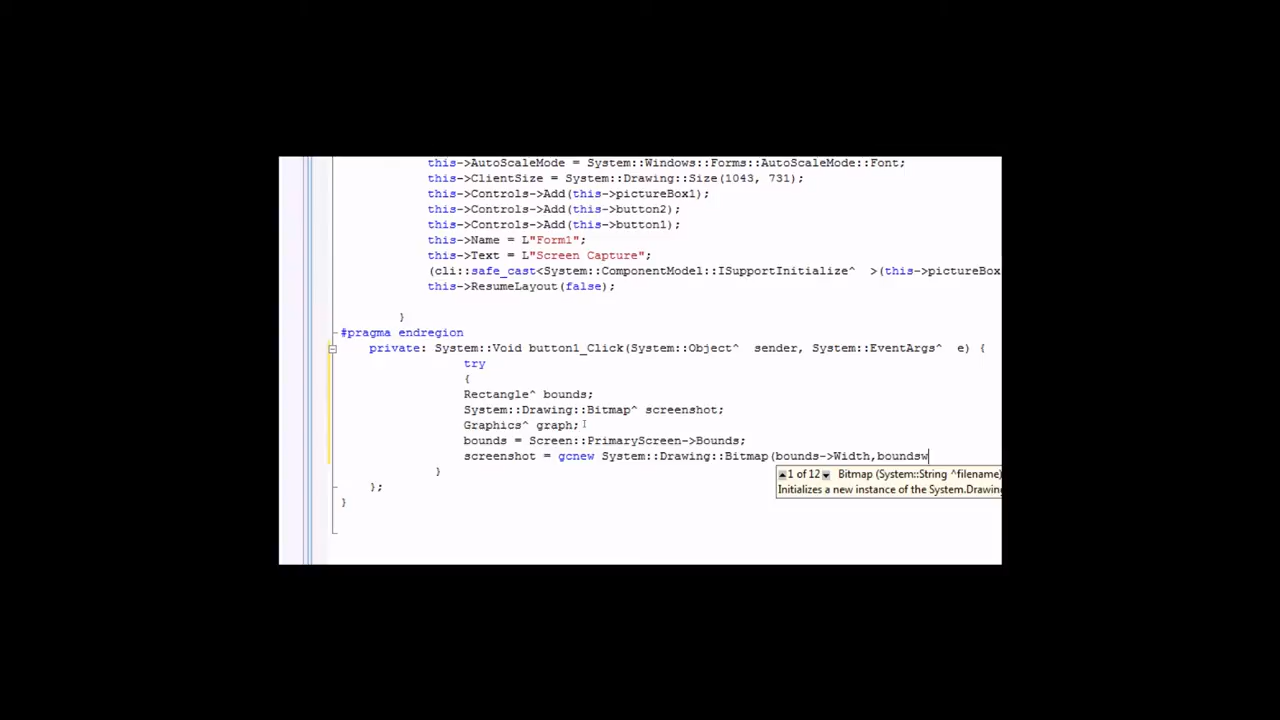 this->AutoScaleMode = System::Windows::Forms::AutoScaleMode::Font;
this->ClientSize = System::Drawing::Size(1043, 731);
this->Controls->Add(this->pictureBox1);
this->Controls->Add(this->button2);
this->Controls->Add(this->button1);
this->Name = L"Form1";
this->Text = L"Screen Capture";
(cli::safe_cast<System::ComponentModel::ISupportInitialize^  >(this->pictureBox
this->ResumeLayout(false);
}
#pragma endregion
private: System::Void button1_Click(System::Object^  sender, System::EventArgs^  e) {
try
{
Rectangle^ bounds;
System::Drawing::Bitmap^ screenshot;
Graphics^ graph;
bounds = Screen::PrimaryScreen->Bounds;
screenshot = gcnew System::Drawing::Bitmap(bounds->Width,boundsw
}
1 of 12 Bitmap (System::String ^filename)
Initializes a new instance of the System.Drawing
};
}